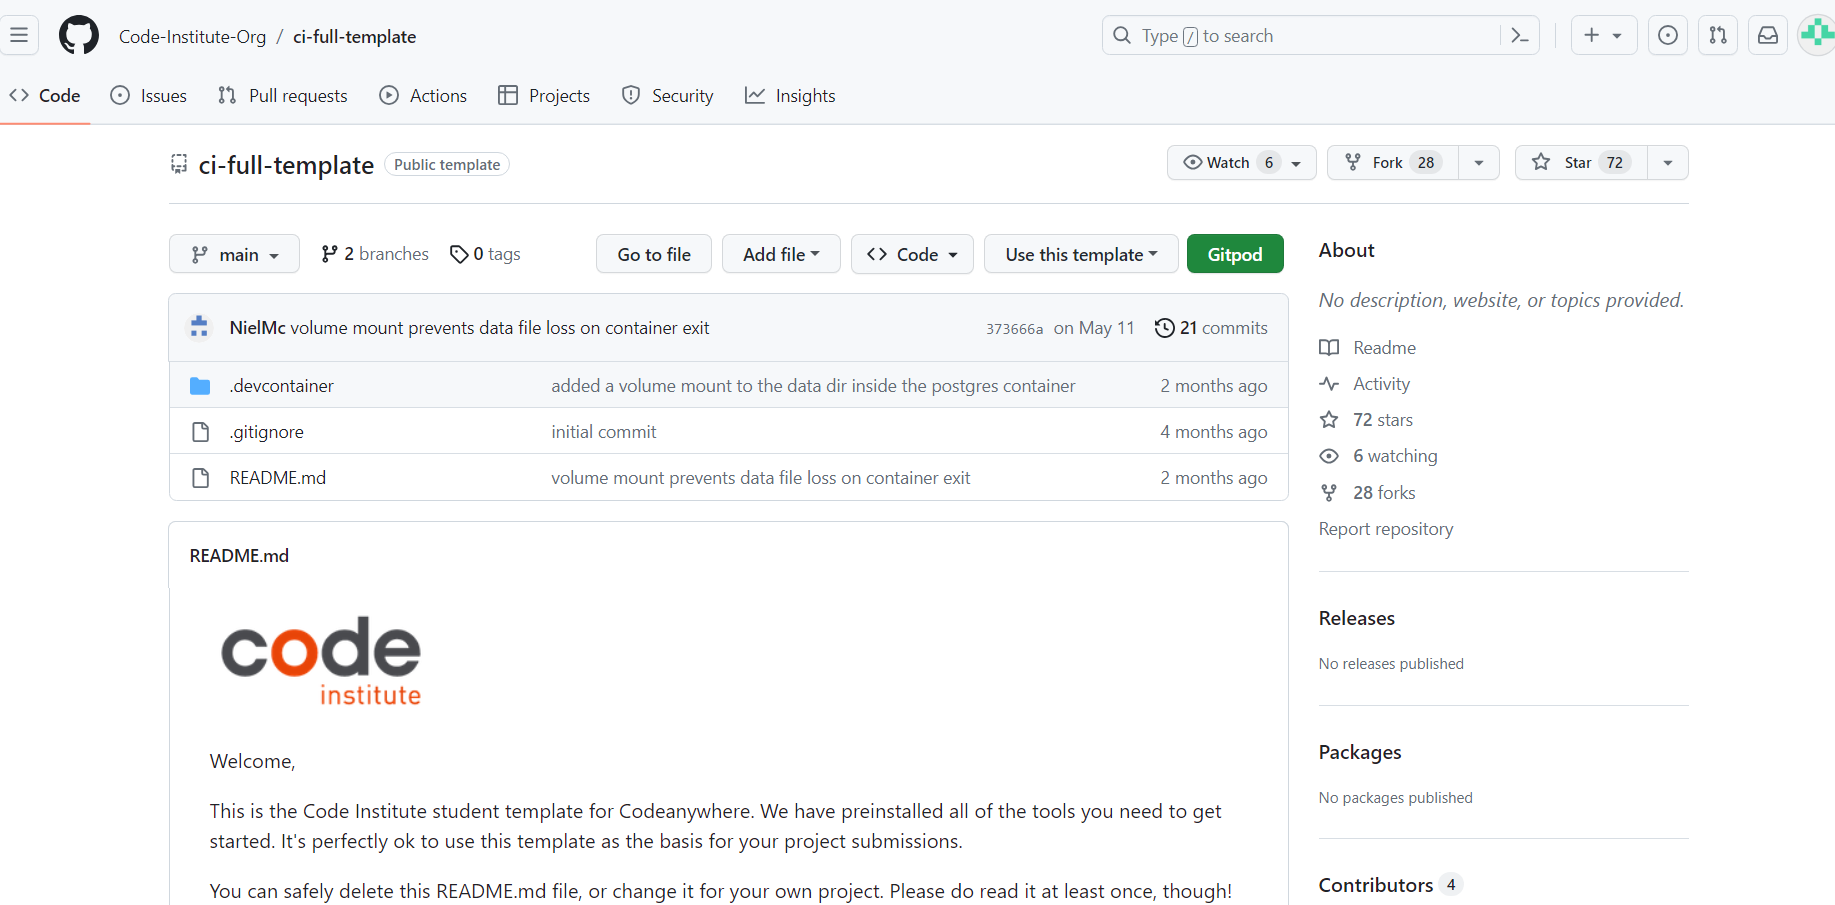 Code-Institute-Org / ci-full-template
Type / to search
Code
Issues
Pull requests
Actions
Projects
Security
Insights
ci-full-template
Public template
Watch 6
Fork 28
Star 72
main
2 branches
0 tags
Go to file
Add file
Code
Use this template
Gitpod
NielMc volume mount prevents data file loss on container exit
373666a on May 11
21 commits
.devcontainer
added a volume mount to the data dir inside the postgres container
2 months ago
.gitignore
initial commit
4 months ago
README.md
volume mount prevents data file loss on container exit
2 months ago
README.md
code
institute
Welcome,
This is the Code Institute student template for Codeanywhere. We have preinstalled all of the tools you need to get
started. It's perfectly ok to use this template as the basis for your project submissions.
You can safely delete this README.md file, or change it for your own project. Please do read it at least once, though!
About
No description, website, or topics provided.
Readme
Activity
72 stars
6 watching
28 forks
Report repository
Releases
No releases published
Packages
No packages published
Contributors 4